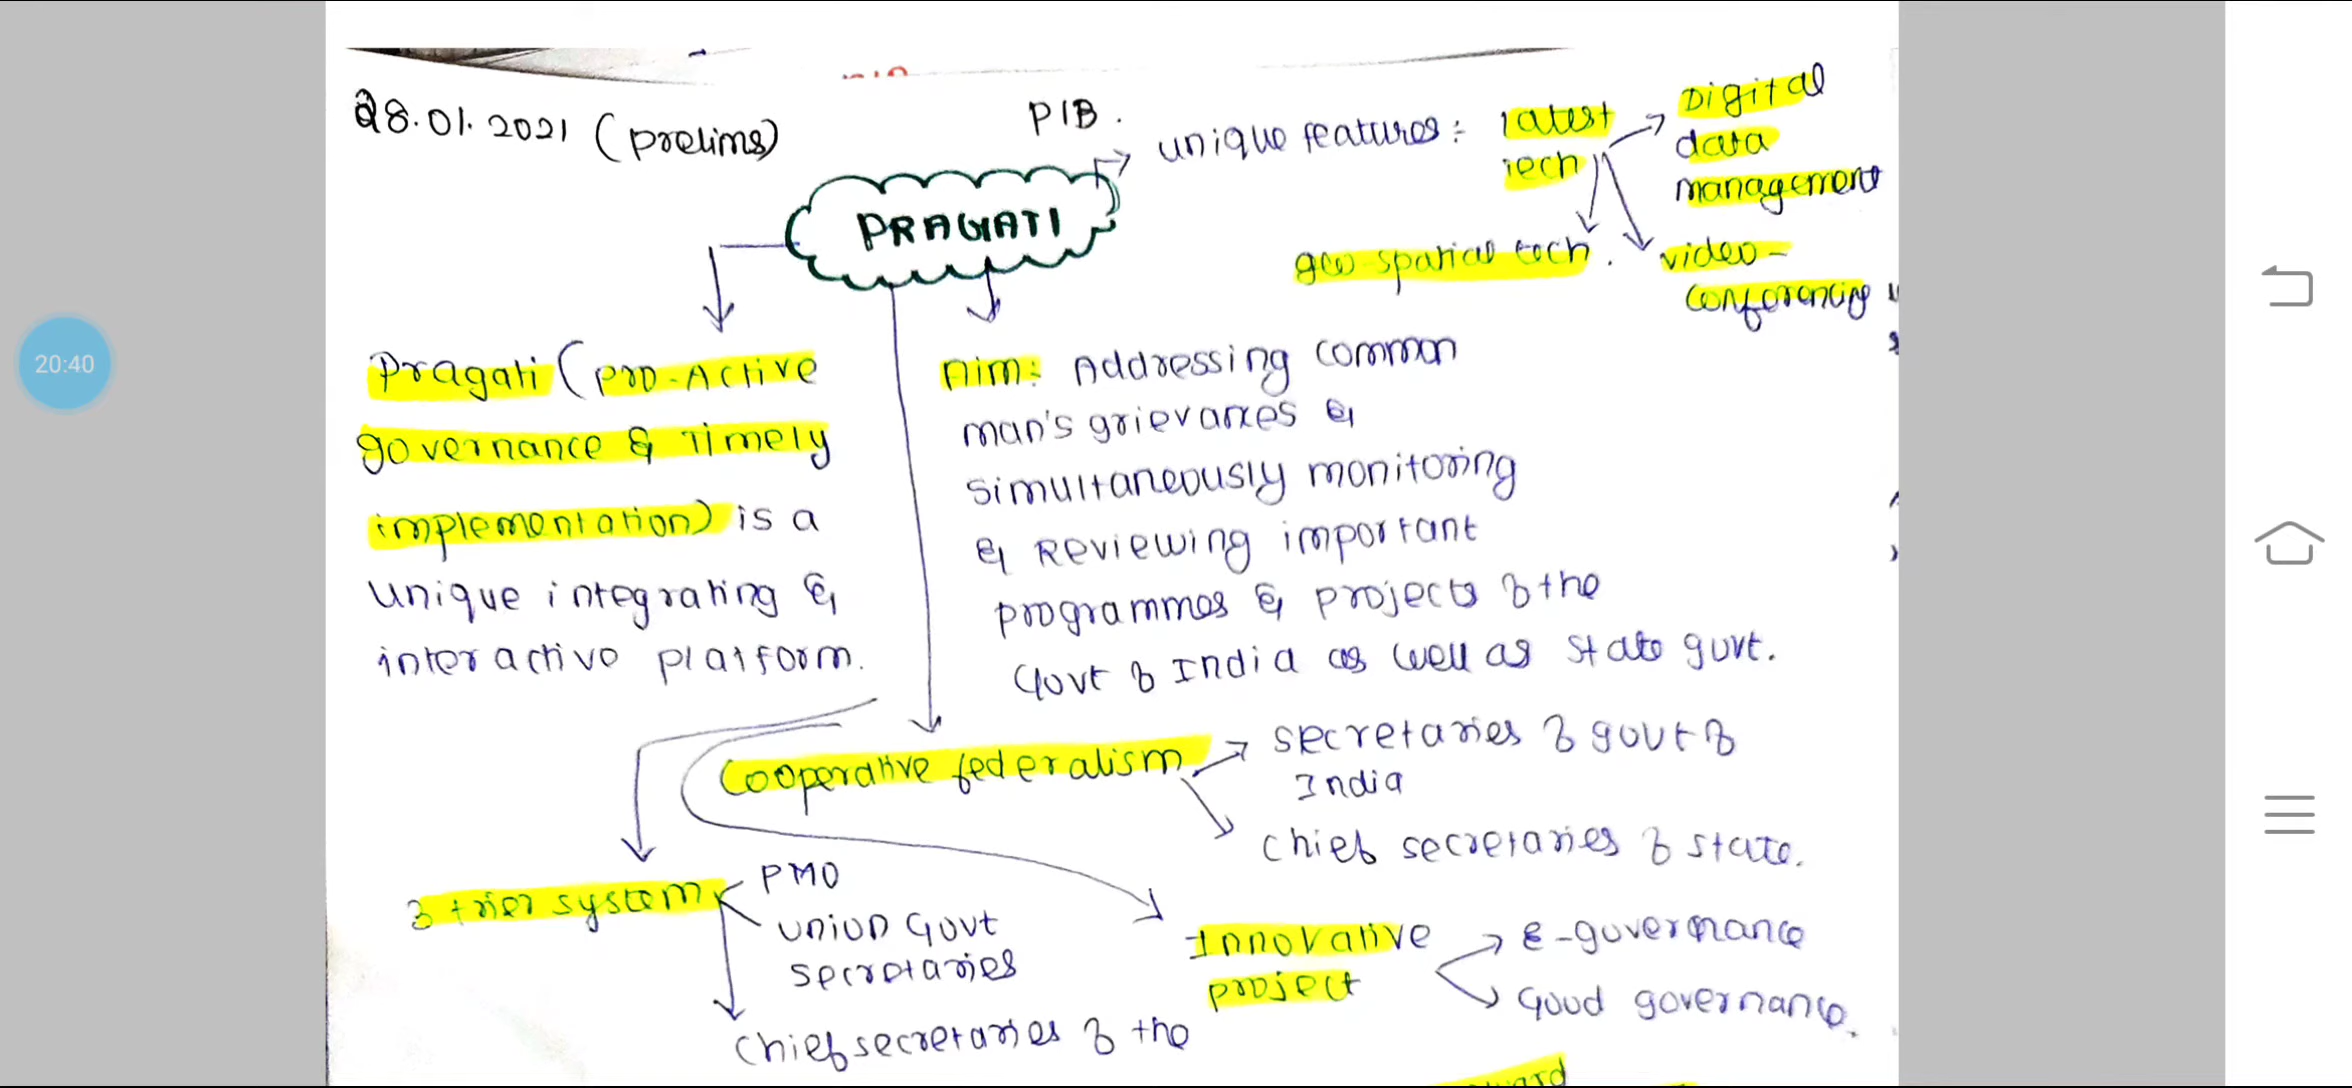 28.01.2021 (prelims)
PIB.
PRAGATI
unique features:
latest
tech
Digital
data
management
geo-spatial tech.
video-
conferencing
Pragati (pro-Active
governance & Timely
implementation) is a
unique integrating &
interactive platform.
Aim: Addressing common
man's grievances &
simultaneously monitoring
& Reviewing important
programmes & projects of the
Govt of India as well as state govt.
Cooperative federalism
secretaries of govt of
India
chief secretaries of state.
3 tier system
PMO
union Govt
secretaries
chief secretaries of the
Innovative
project
E-governance
Good governance.
20:40